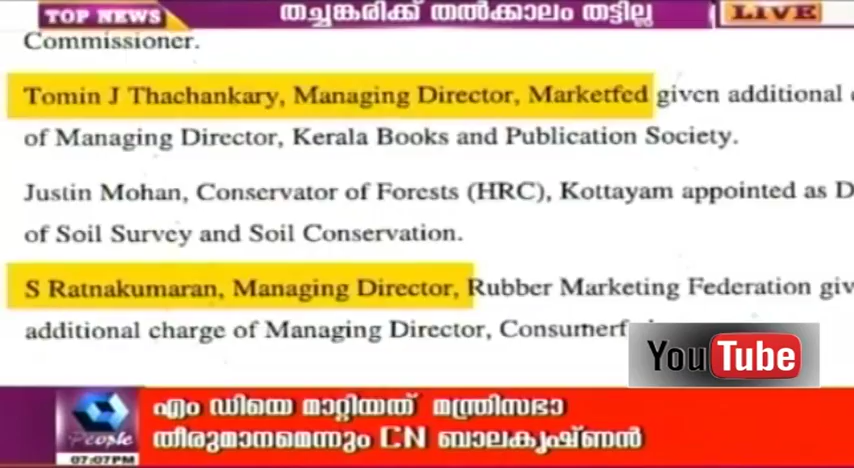 TOP NEWS
തച്ചങ്കരിക്ക് തൽക്കാലം തട്ടില്ല
LIVE
Commissioner.
Tomin J Thachankary, Managing Director, Marketfed given additional
of Managing Director, Kerala Books and Publication Society.
Justin Mohan, Conservator of Forests (HRC), Kottayam appointed as D
of Soil Survey and Soil Conservation.
S Ratnakumaran, Managing Director, Rubber Marketing Federation giv
additional charge of Managing Director, Consumerf
YouTube
എം ഡിയെ മാറ്റിയത് മന്ത്രിസഭാ
തീരുമാനമെന്നും CN ബാലകൃഷ്ണൻ
People
07:07PM